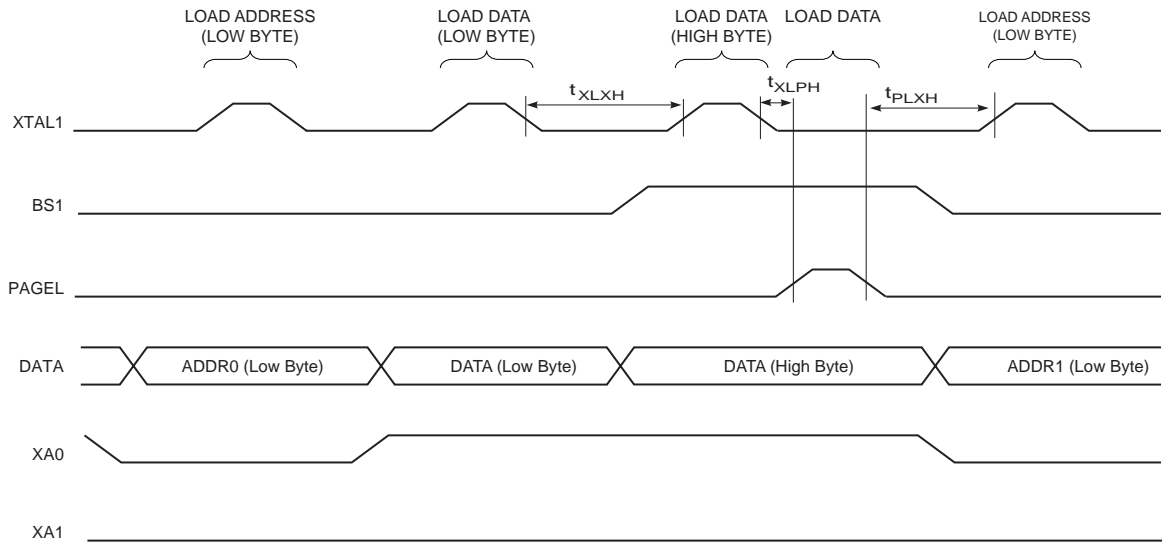 LOAD ADDRESS
(LOW BYTE)
LOAD DATA
(LOW BYTE)
LOAD DATA
(HIGH BYTE)
LOAD DATA
LOAD ADDRESS
(LOW BYTE)
tXLXH
tXLPH
tPLXH
XTAL1
BS1
PAGEL
DATA
ADDR0 (Low Byte)
DATA (Low Byte)
DATA (High Byte)
ADDR1 (Low Byte)
XA0
XA1